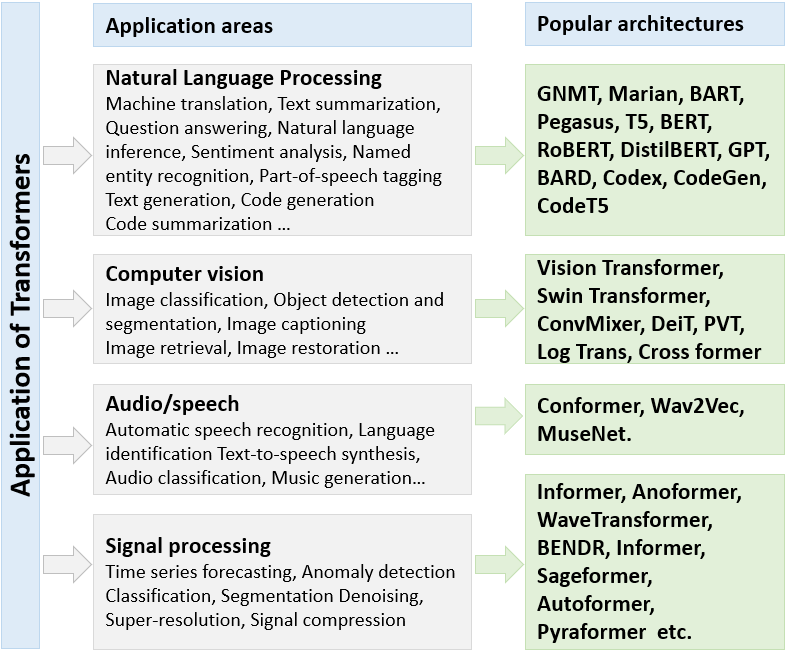 Application of Transformers
Application areas
Popular architectures
Natural Language Processing
Machine translation, Text summarization,
Question answering, Natural language
inference, Sentiment analysis, Named
entity recognition, Part-of-speech tagging
Text generation, Code generation
Code summarization ...
GNMT, Marian, BART,
Pegasus, T5, BERT,
RoBERT, DistilBERT, GPT,
BARD, Codex, CodeGen,
CodeT5
Computer vision
Image classification, Object detection and
segmentation, Image captioning
Image retrieval, Image restoration ...
Vision Transformer,
Swin Transformer,
ConvMixer, DeiT, PVT,
Log Trans, Cross former
Audio/speech
Automatic speech recognition, Language
identification Text-to-speech synthesis,
Audio classification, Music generation...
Conformer, Wav2Vec,
MuseNet.
Signal processing
Time series forecasting, Anomaly detection
Classification, Segmentation Denoising,
Super-resolution, Signal compression
Informer, Anoformer,
WaveTransformer,
BENDR, Informer,
Sageformer,
Autoformer,
Pyraformer etc.